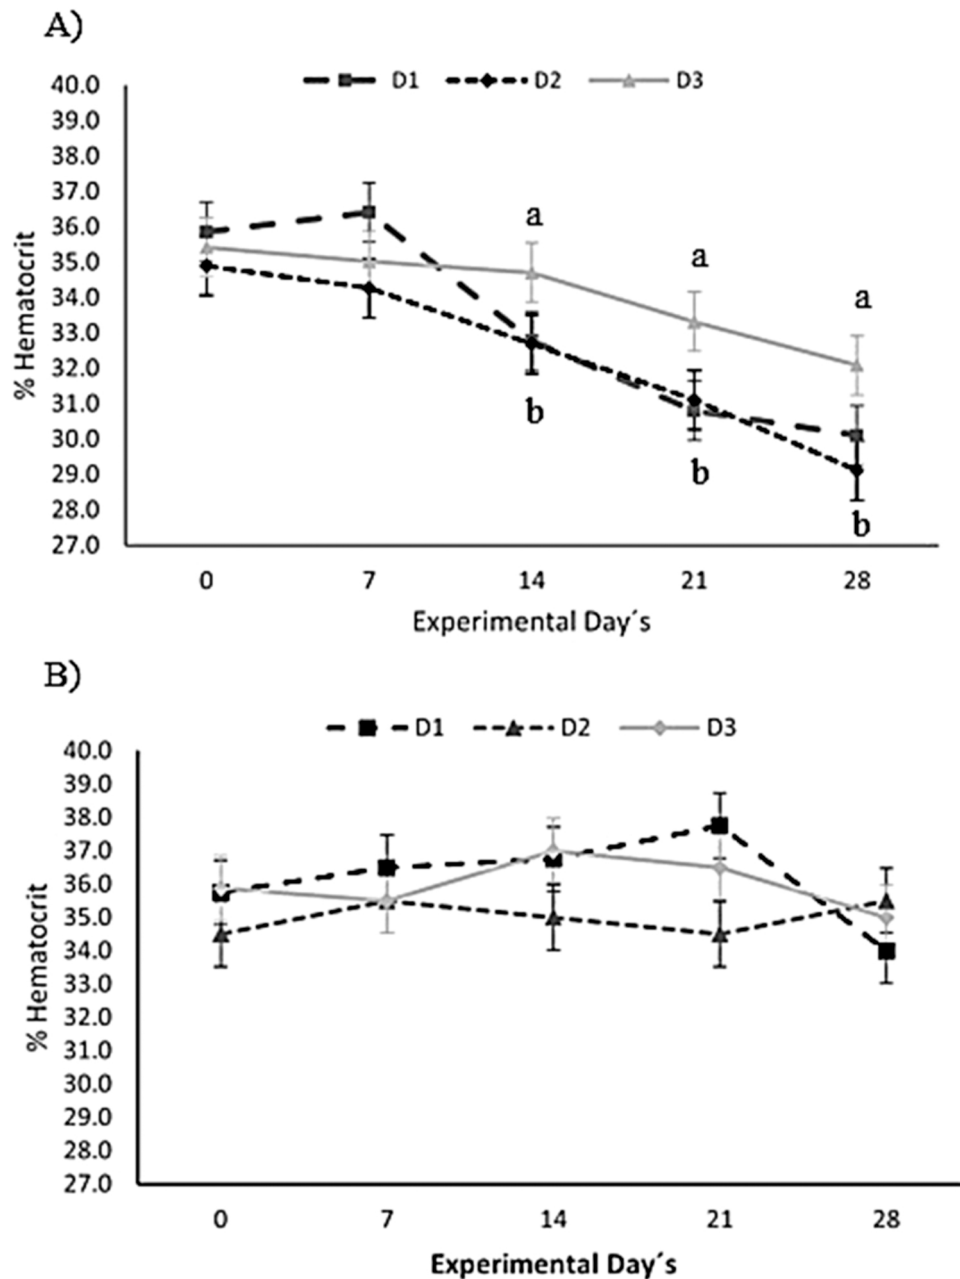 A)
D1 D2 D3
40.0
39.0
38.0
37.0
36.0
35.0
34.0
33.0
32.0
31.0
30.0
29.0
28.0
27.0
% Hematocrit
a
a
a
b
b
b
0 7 14 21 28
Experimental Day´s
B)
D1 D2 D3
40.0
39.0
38.0
37.0
36.0
35.0
34.0
33.0
32.0
31.0
30.0
29.0
28.0
27.0
% Hematocrit
0 7 14 21 28
Experimental Day´s